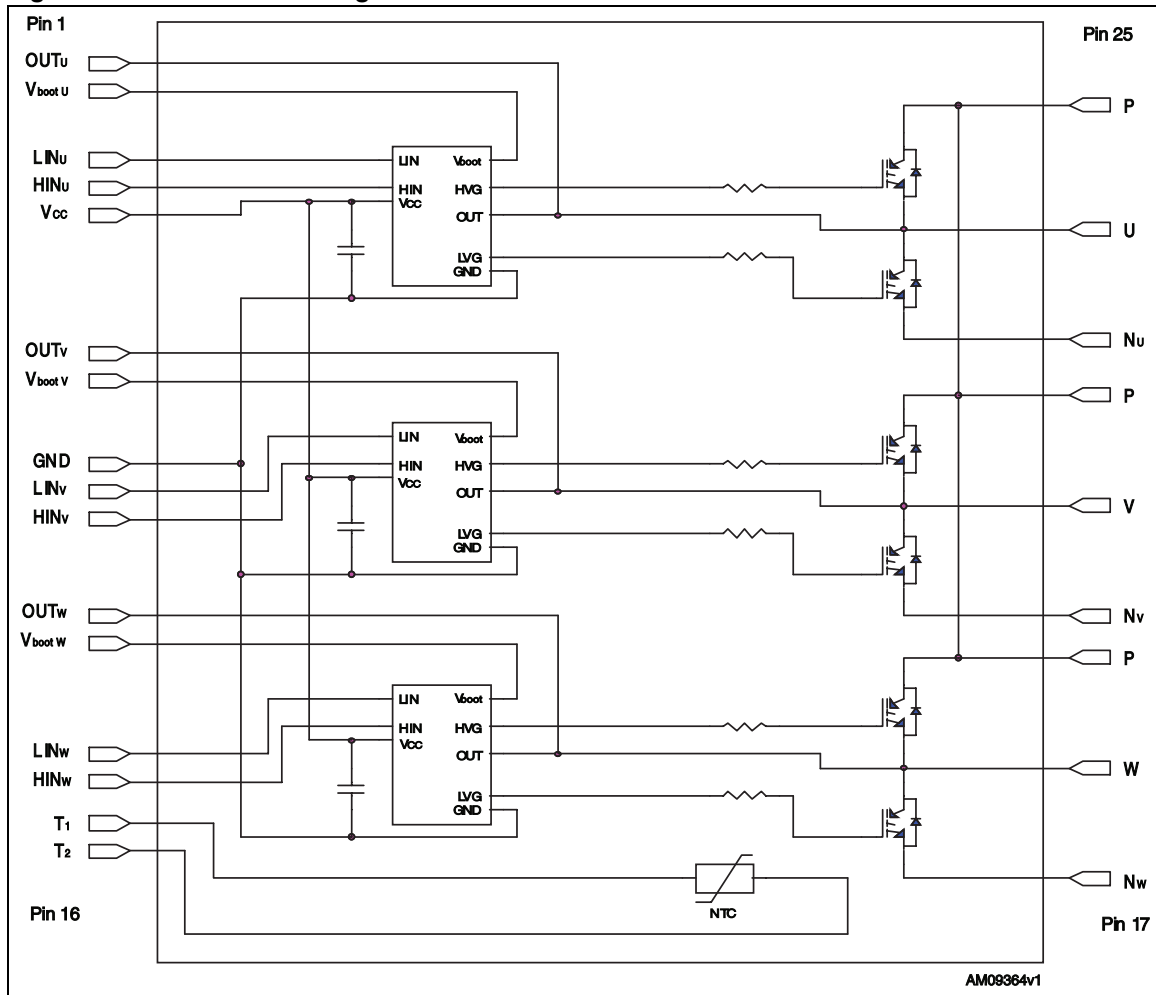 Pin 1
Pin 25
OUTU
Vboot U
P
LINU
HINU
VCC
LIN
HIN
VCC
Vboot
HVG
OUT
LVG
GND
U
NU
OUTV
Vboot V
P
GND
LINV
HINV
LIN
HIN
VCC
Vboot
HVG
OUT
LVG
GND
V
NV
OUTW
Vboot W
P
LINW
HINW
LIN
HIN
VCC
Vboot
HVG
OUT
LVG
GND
W
T1
T2
NTC
NW
Pin 16
Pin 17
AM09364v1